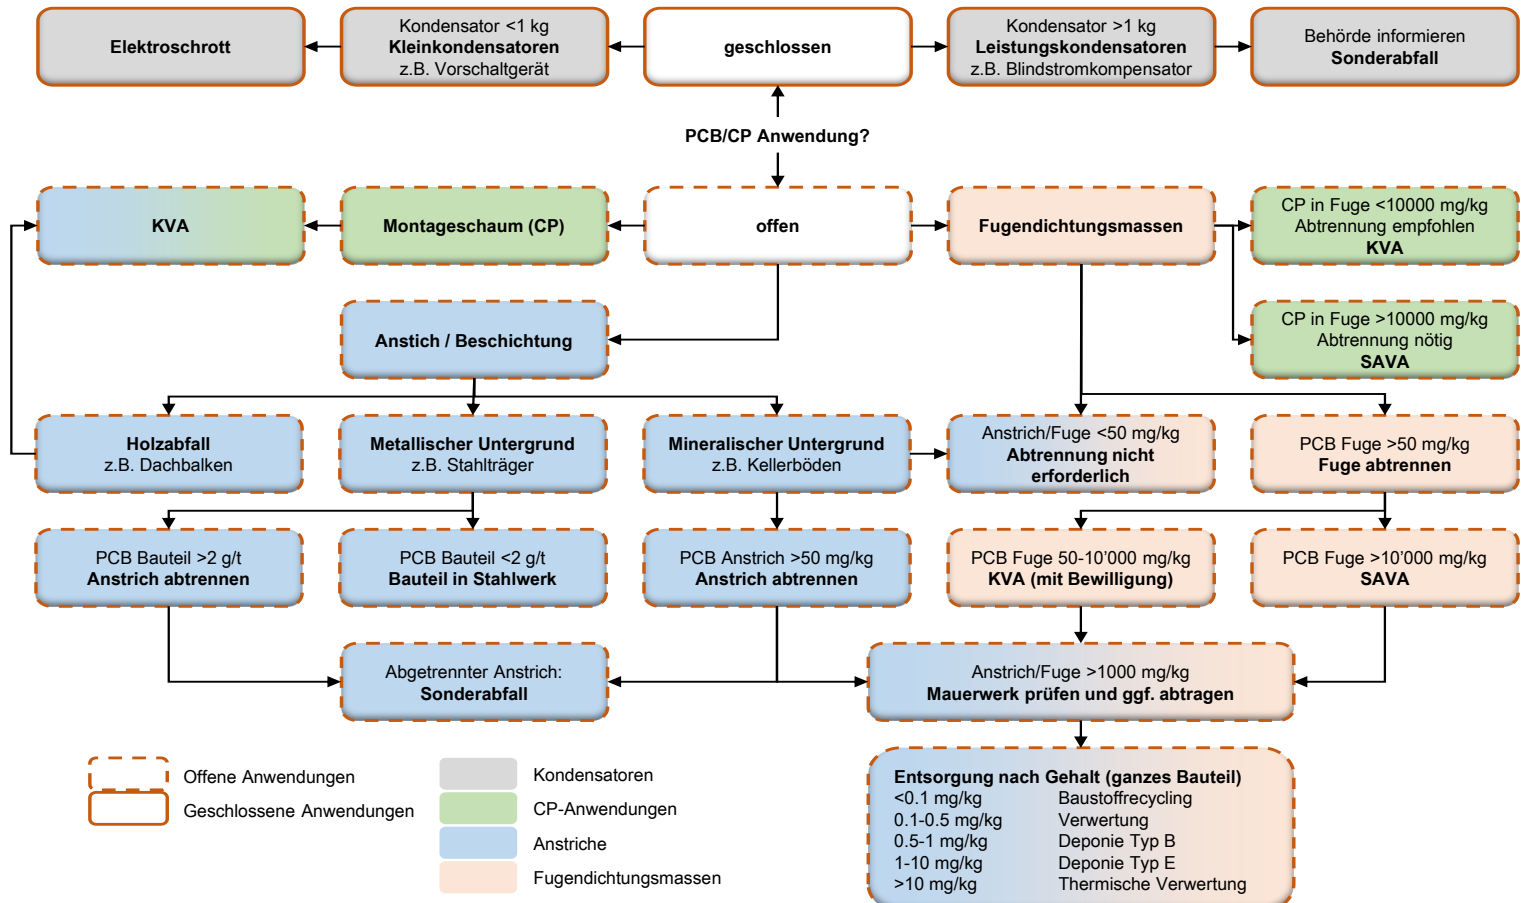 Elektroschrott
Kondensator <1 kg
Kleinkondensatoren
z.B. Vorschaltgerät
geschlossen
Kondensator >1 kg
Leistungskondensatoren
z.B. Blindstromkompensator
Behörde informieren
Sonderabfall
PCB/CP Anwendung?
KVA
Montageschaum (CP)
offen
Fugendichtungsmassen
CP in Fuge <10000 mg/kg
Abtrennung empfohlen
KVA
CP in Fuge >10000 mg/kg
Abtrennung nötig
SAVA
Anstich / Beschichtung
Holzabfall
z.B. Dachbalken
Metallischer Untergrund
z.B. Stahlträger
Mineralischer Untergrund
z.B. Kellerböden
Anstrich/Fuge <50 mg/kg
Abtrennung nicht
erforderlich
PCB Fuge >50 mg/kg
Fuge abtrennen
PCB Bauteil >2 g/t
Anstrich abtrennen
PCB Bauteil <2 g/t
Bauteil in Stahlwerk
PCB Anstrich >50 mg/kg
Anstrich abtrennen
PCB Fuge 50-10’000 mg/kg
KVA (mit Bewilligung)
PCB Fuge >10’000 mg/kg
SAVA
Abgetrennter Anstrich:
Sonderabfall
Anstrich/Fuge >1000 mg/kg
Mauerwerk prüfen und ggf. abtragen
Offene Anwendungen
Geschlossene Anwendungen
Kondensatoren
CP-Anwendungen
Anstriche
Fugendichtungsmassen
Entsorgung nach Gehalt (ganzes Bauteil)
<0.1 mg/kg Baustoffrecycling
0.1-0.5 mg/kg Verwertung
0.5-1 mg/kg Deponie Typ B
1-10 mg/kg Deponie Typ E
>10 mg/kg Thermische Verwertung